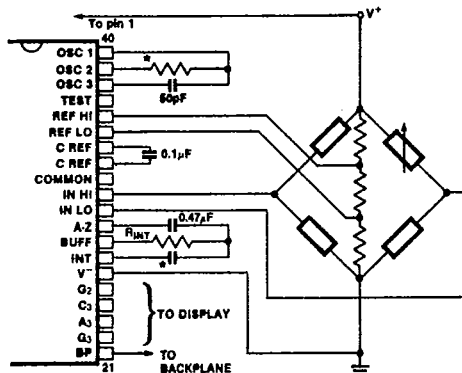 To pin 1
V+
40
OSC 1
OSC 2
*
OSC 3
50pF
TEST
REF HI
REF LO
C REF
0.1µF
C REF
COMMON
IN HI
IN LO
0.47µF
A-Z
BUFF
RINT
INT
*
V−
G2
C3
TO DISPLAY
A3
G3
BP
TO
BACKPLANE
21